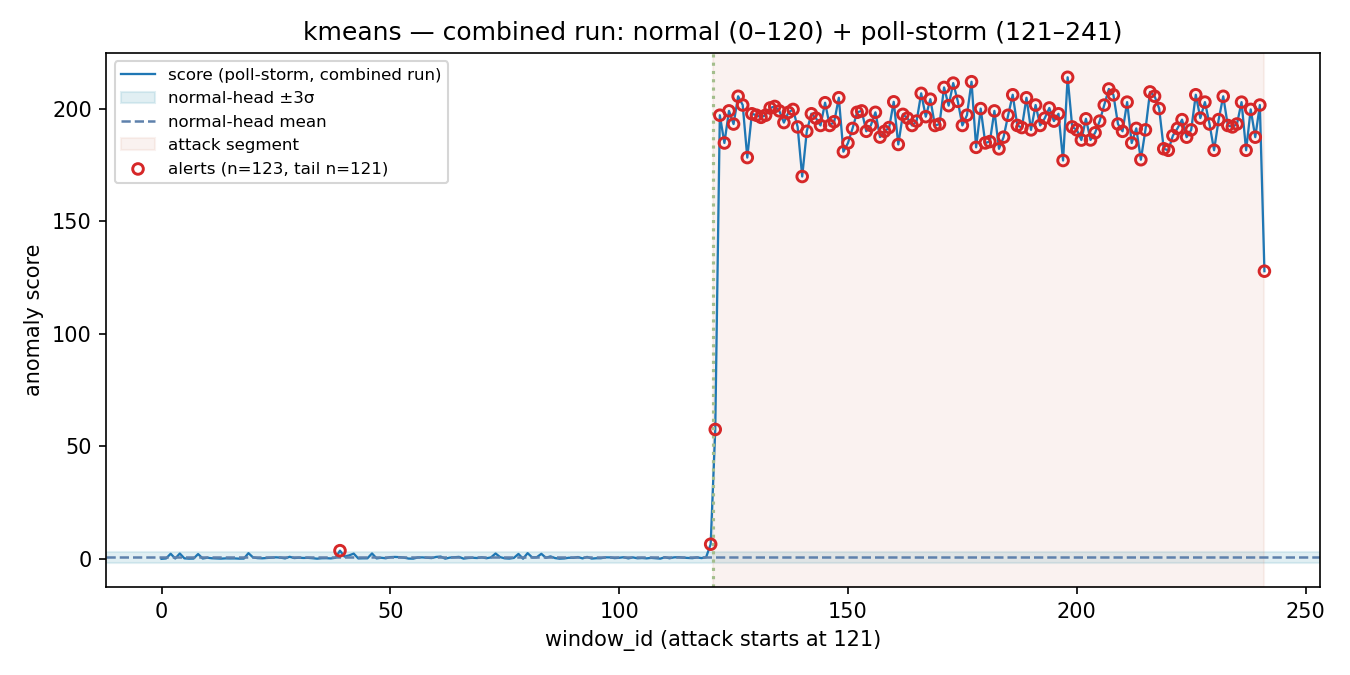 kmeans — combined run: normal (0–120) + poll-storm (121–241)
score (poll-storm, combined run)
normal-head ±3σ
normal-head mean
attack segment
alerts (n=123, tail n=121)
anomaly score
200
150
100
50
0
0 50 100 150 200 250
window_id (attack starts at 121)